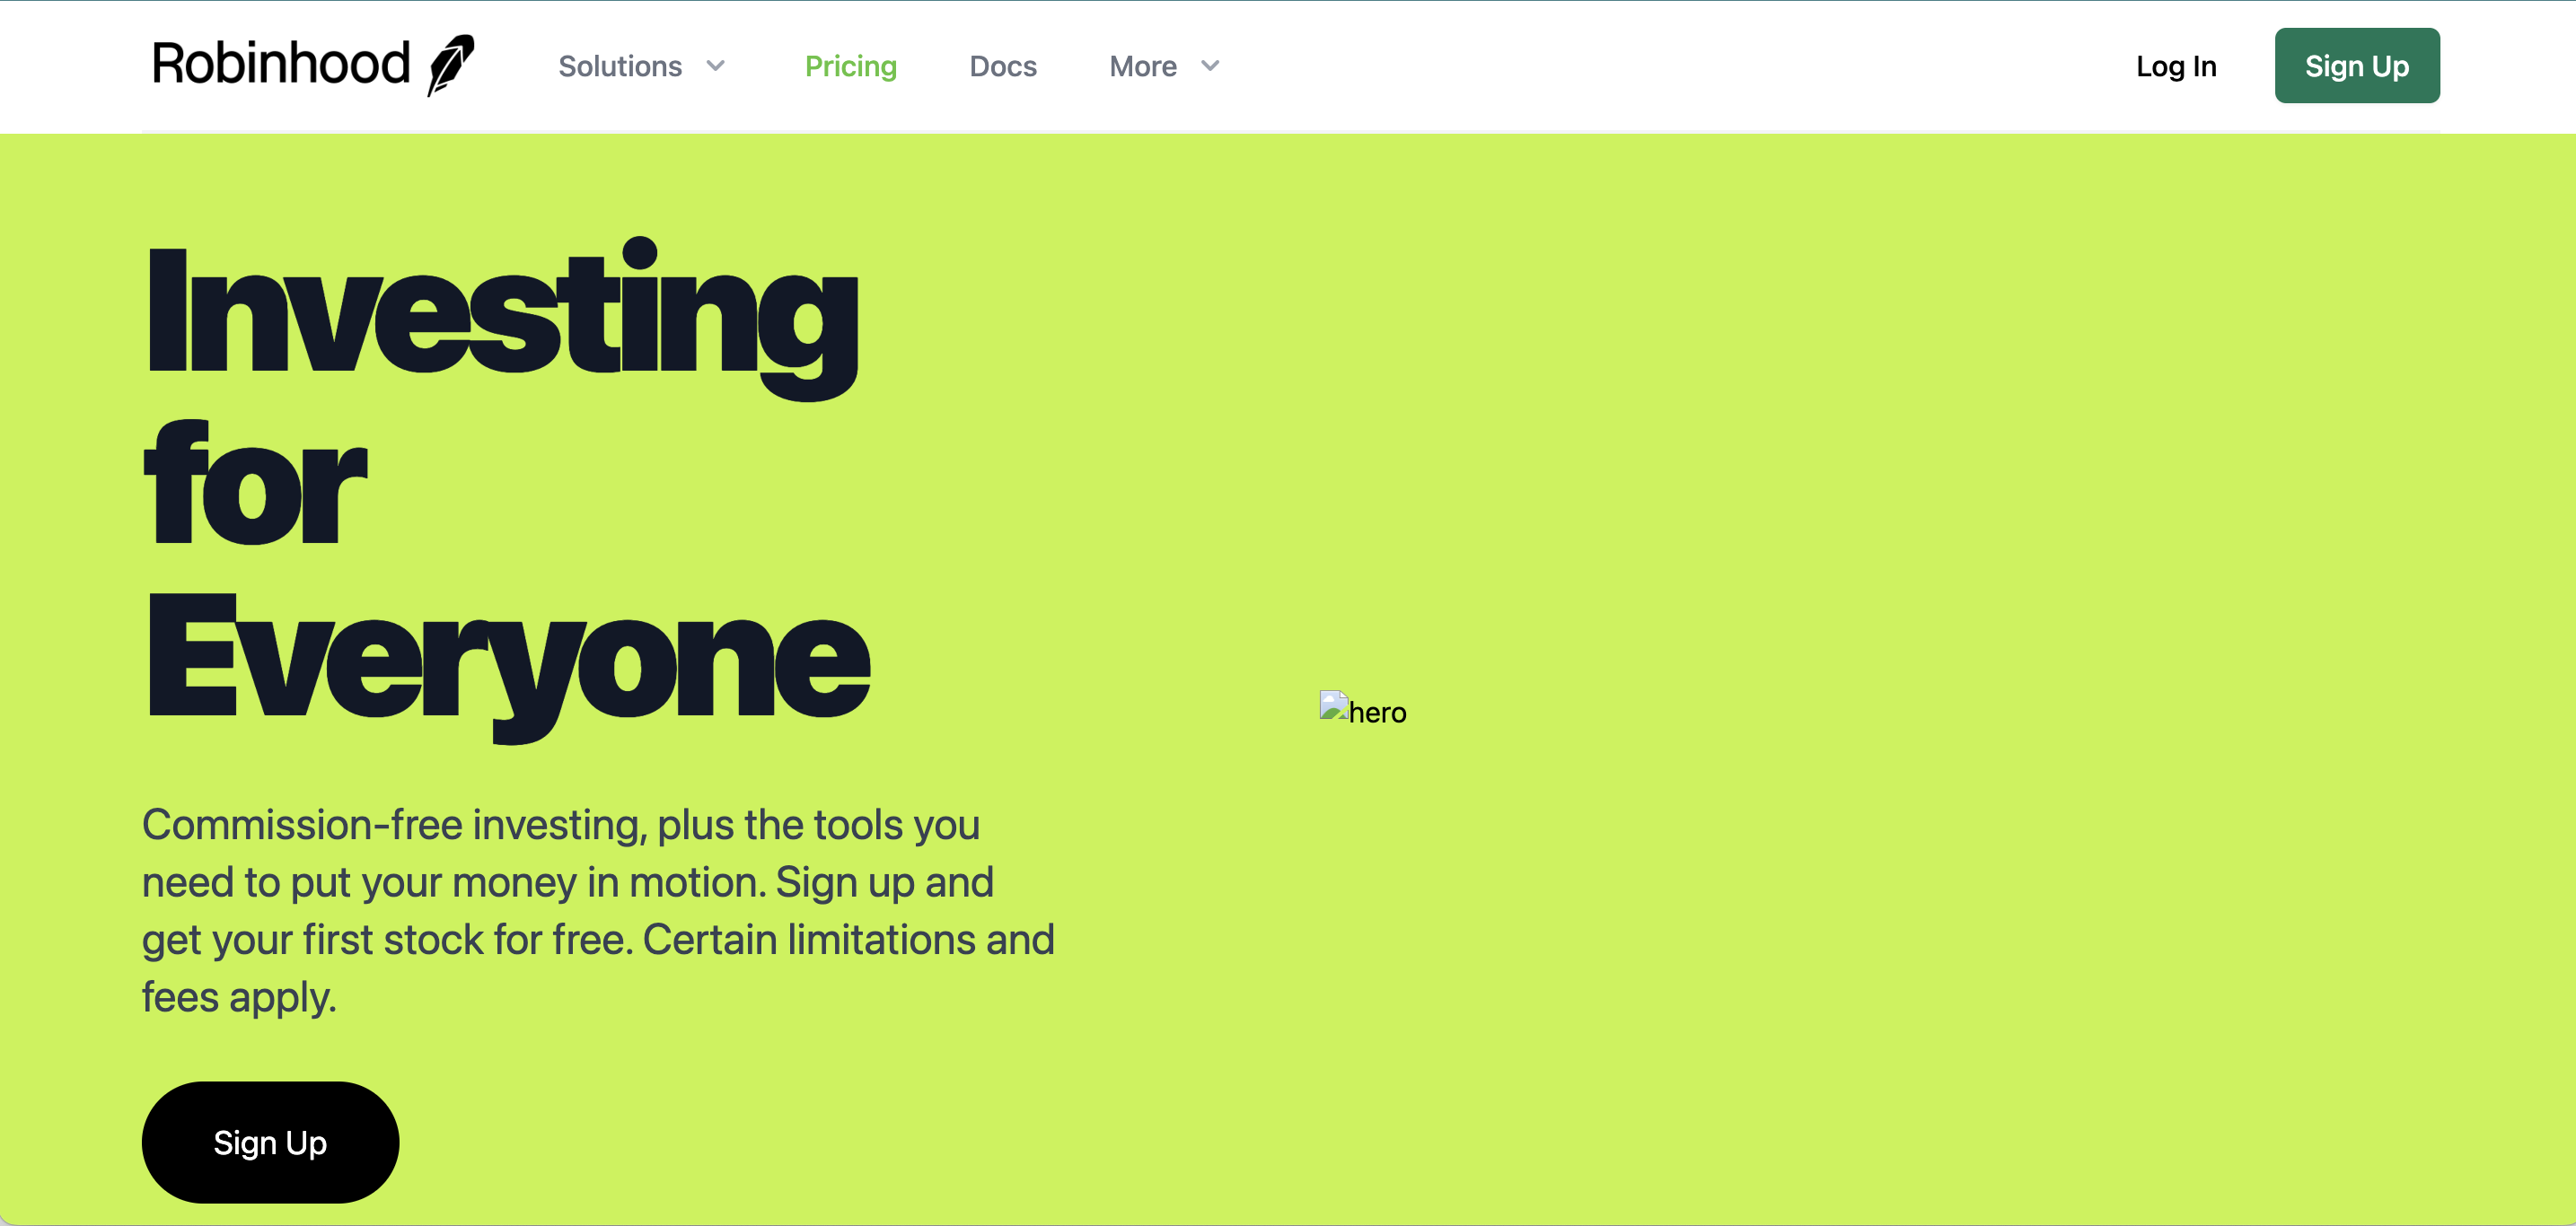 Robinhood Solutions Pricing Docs More Log In Sign Up
Investing
for
Everyone
hero
Commission-free investing, plus the tools you
need to put your money in motion. Sign up and
get your first stock for free. Certain limitations and
fees apply.
Sign Up